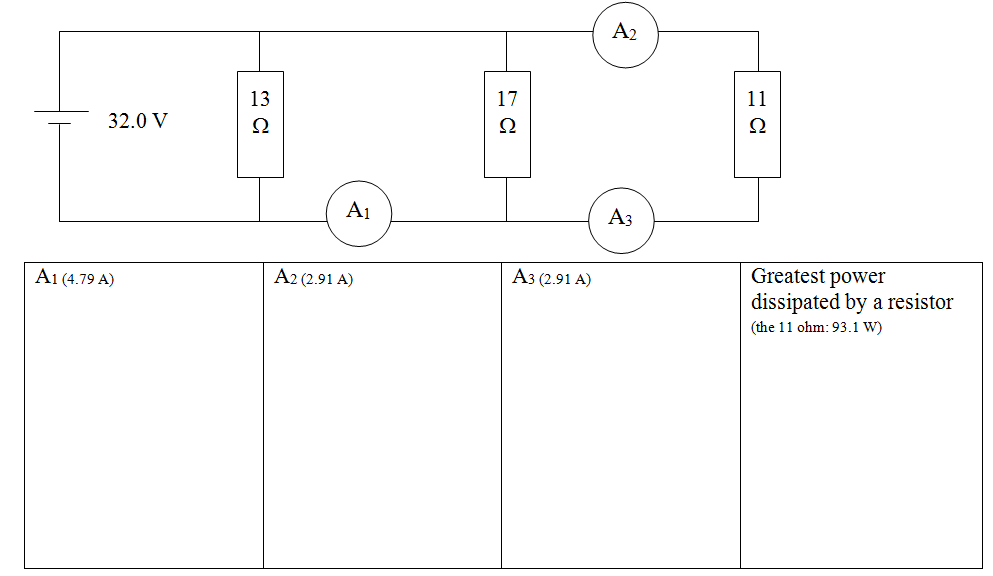 A2
13
Ω
17
Ω
11
Ω
32.0 V
A1
A3
A1 (4.79 A)
A2 (2.91 A)
A3 (2.91 A)
Greatest power
dissipated by a resistor
(the 11 ohm: 93.1 W)